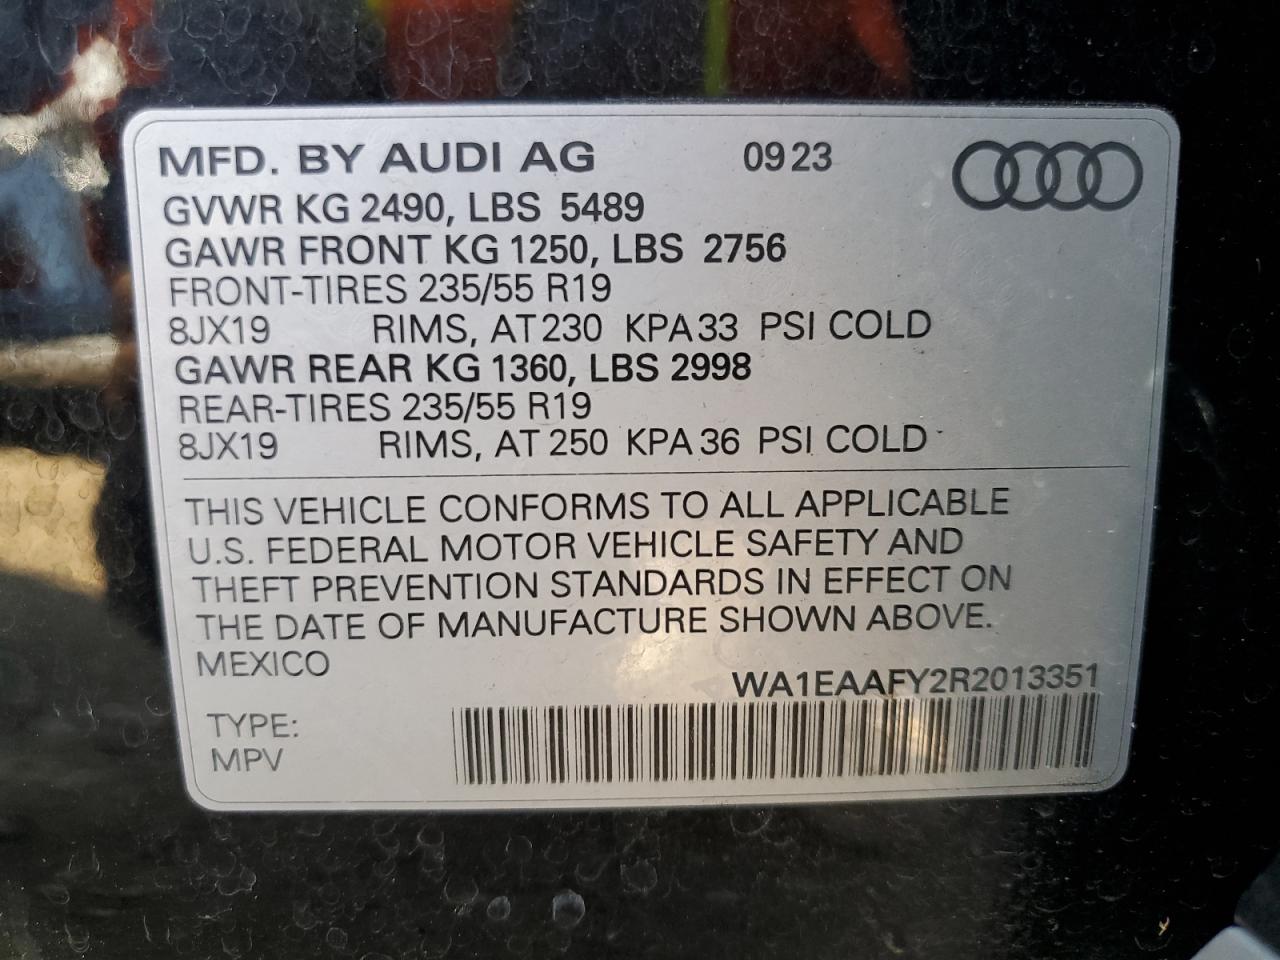 MFD. BY AUDI AG 0923
GVWR KG 2490, LBS 5489
GAWR FRONT KG 1250, LBS 2756
FRONT-TIRES 235/55 R19
8JX19 RIMS, AT 230 KPA 33 PSI COLD
GAWR REAR KG 1360, LBS 2998
REAR-TIRES 235/55 R19
8JX19 RIMS, AT 250 KPA 36 PSI COLD
THIS VEHICLE CONFORMS TO ALL APPLICABLE
U.S. FEDERAL MOTOR VEHICLE SAFETY AND
THEFT PREVENTION STANDARDS IN EFFECT ON
THE DATE OF MANUFACTURE SHOWN ABOVE.
MEXICO
WA1EAAFY2R2013351
TYPE:
MPV